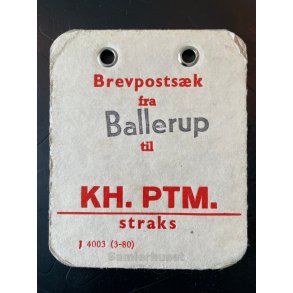 Brevpostsæk
fra
Ballerup
til
KH. PTM.
straks
J 4003 (3-80)
Samlerhuset